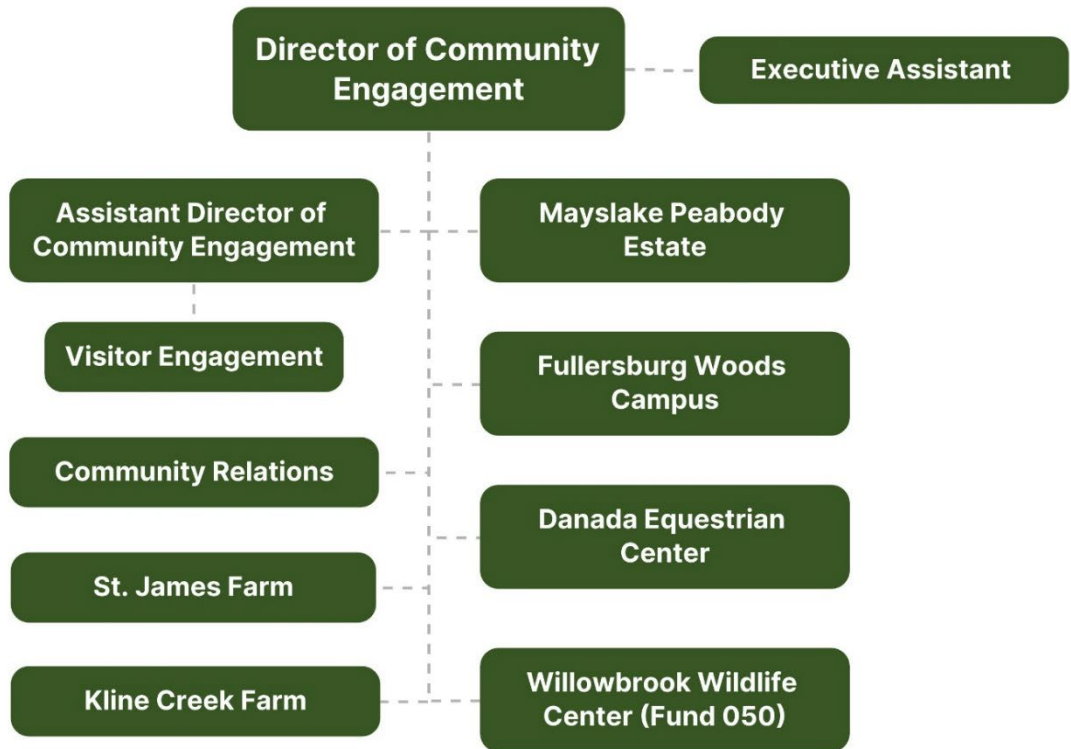 Director of Community
Engagement
Executive Assistant
Assistant Director of
Community Engagement
Mayslake Peabody
Estate
Visitor Engagement
Fullersburg Woods
Campus
Community Relations
Danada Equestrian
Center
St. James Farm
Kline Creek Farm
Willowbrook Wildlife
Center (Fund 050)